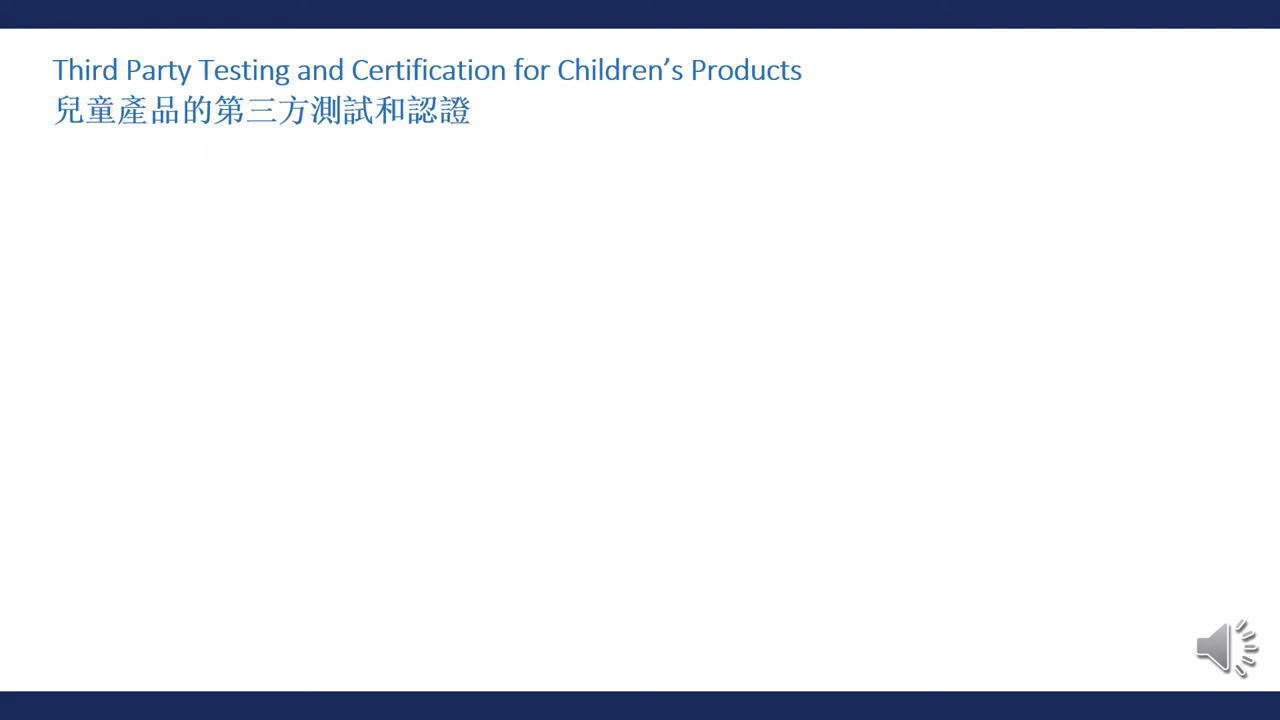 Third Party Testing and Certification for Children’s Products
兒童產品的第三方測試和認證